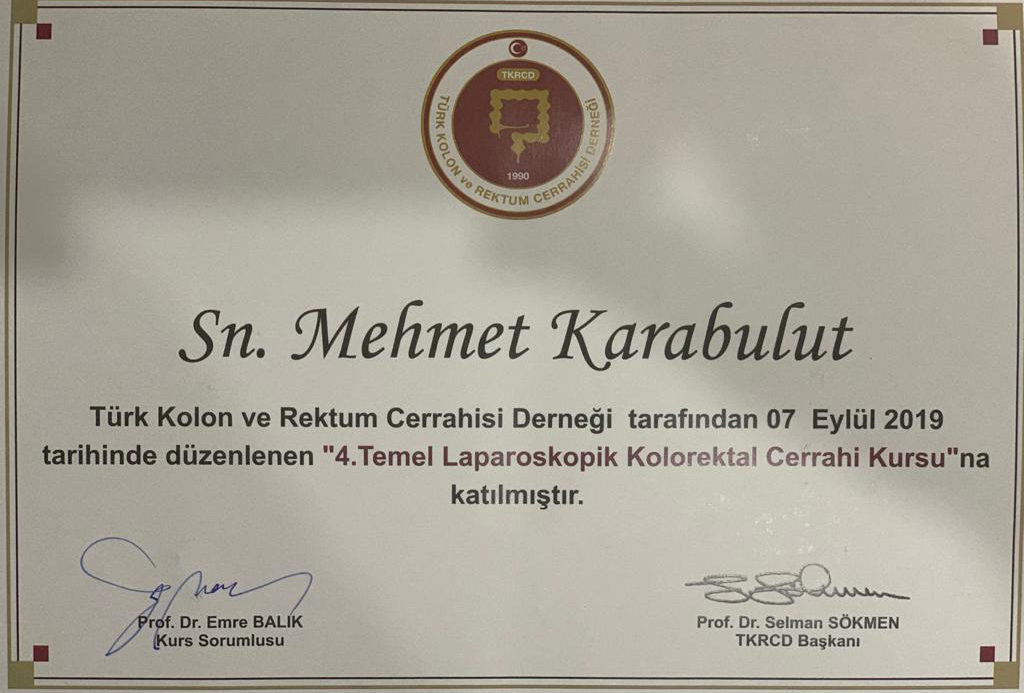 TKRCD
TÜRK KOLON ve REKTUM CERRAHİSİ DERNEĞİ
1990
Sn. Mehmet Karabulut
Türk Kolon ve Rektum Cerrahisi Derneği tarafından 07 Eylül 2019
tarihinde düzenlenen "4.Temel Laparoskopik Kolorektal Cerrahi Kursu"na
katılmıştır.
Prof. Dr. Emre BALIK
Kurs Sorumlusu
Prof. Dr. Selman SÖKMEN
TKRCD Başkanı